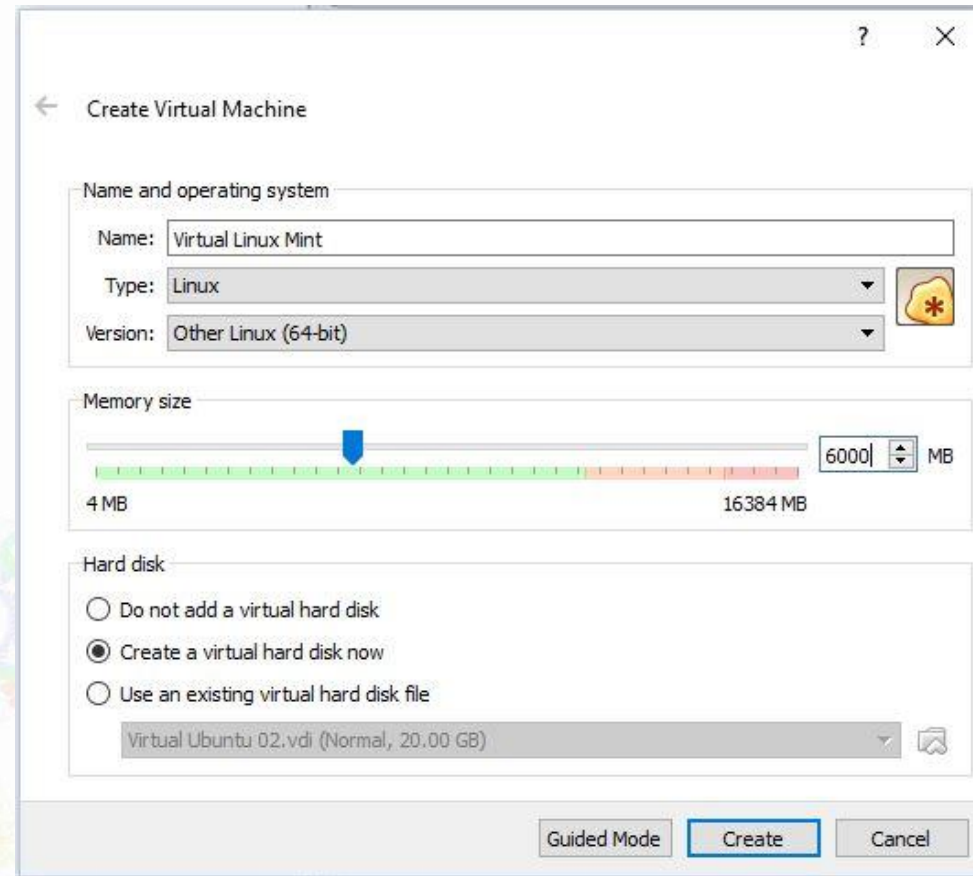 ?
Create Virtual Machine
Name and operating system
Name: Virtual Linux Mint
Type: Linux
Version: Other Linux (64-bit)
Memory size
6000 MB
4 MB 16384 MB
Hard disk
Do not add a virtual hard disk
Create a virtual hard disk now
Use an existing virtual hard disk file
Virtual Ubuntu 02.vdi (Normal, 20.00 GB)
Guided Mode Create Cancel